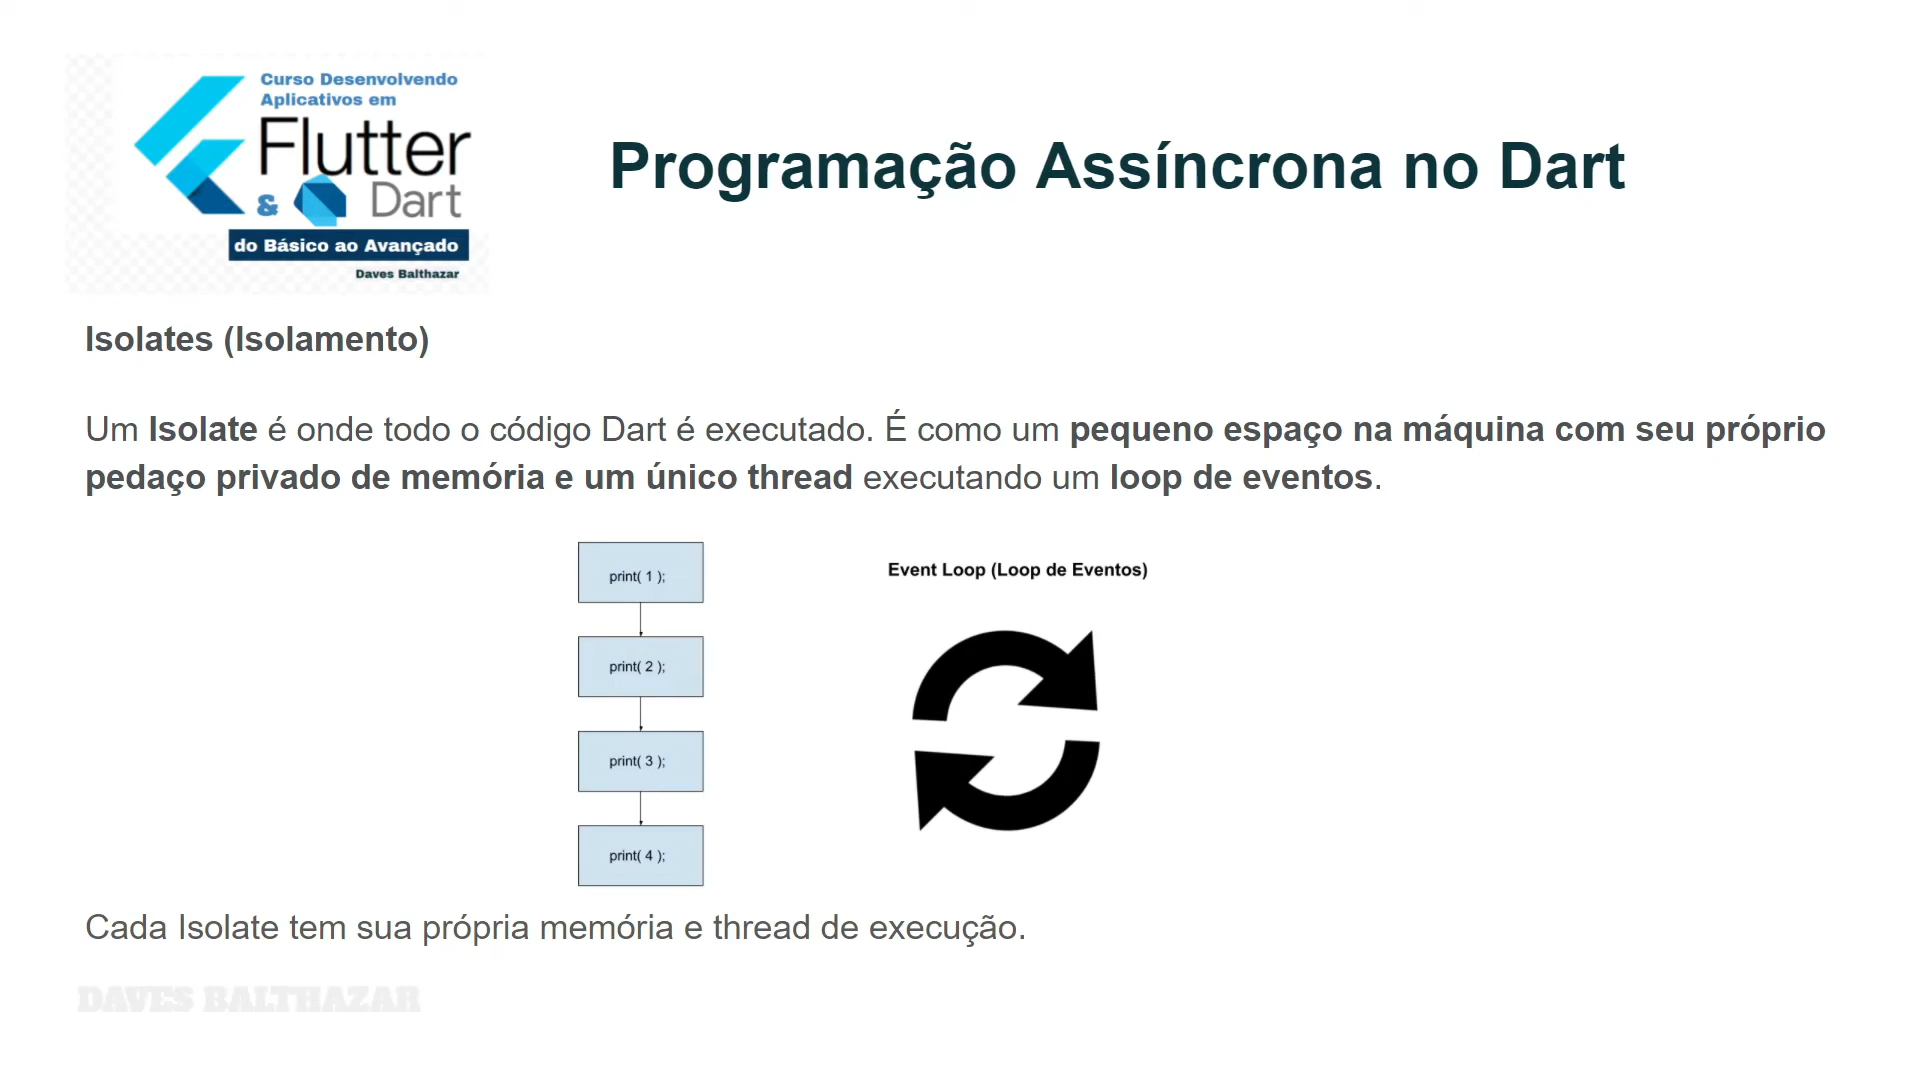 Curso Desenvolvendo
Aplicativos em
Flutter
& Dart
do Básico ao Avançado
Daves Balthazar
Programação Assíncrona no Dart
Isolates (Isolamento)
Um Isolate é onde todo o código Dart é executado. É como um pequeno espaço na máquina com seu próprio
pedaço privado de memória e um único thread executando um loop de eventos.
print( 1 );
print( 2 );
print( 3 );
print( 4 );
Event Loop (Loop de Eventos)
Cada Isolate tem sua própria memória e thread de execução.
DAVES BALTHAZAR